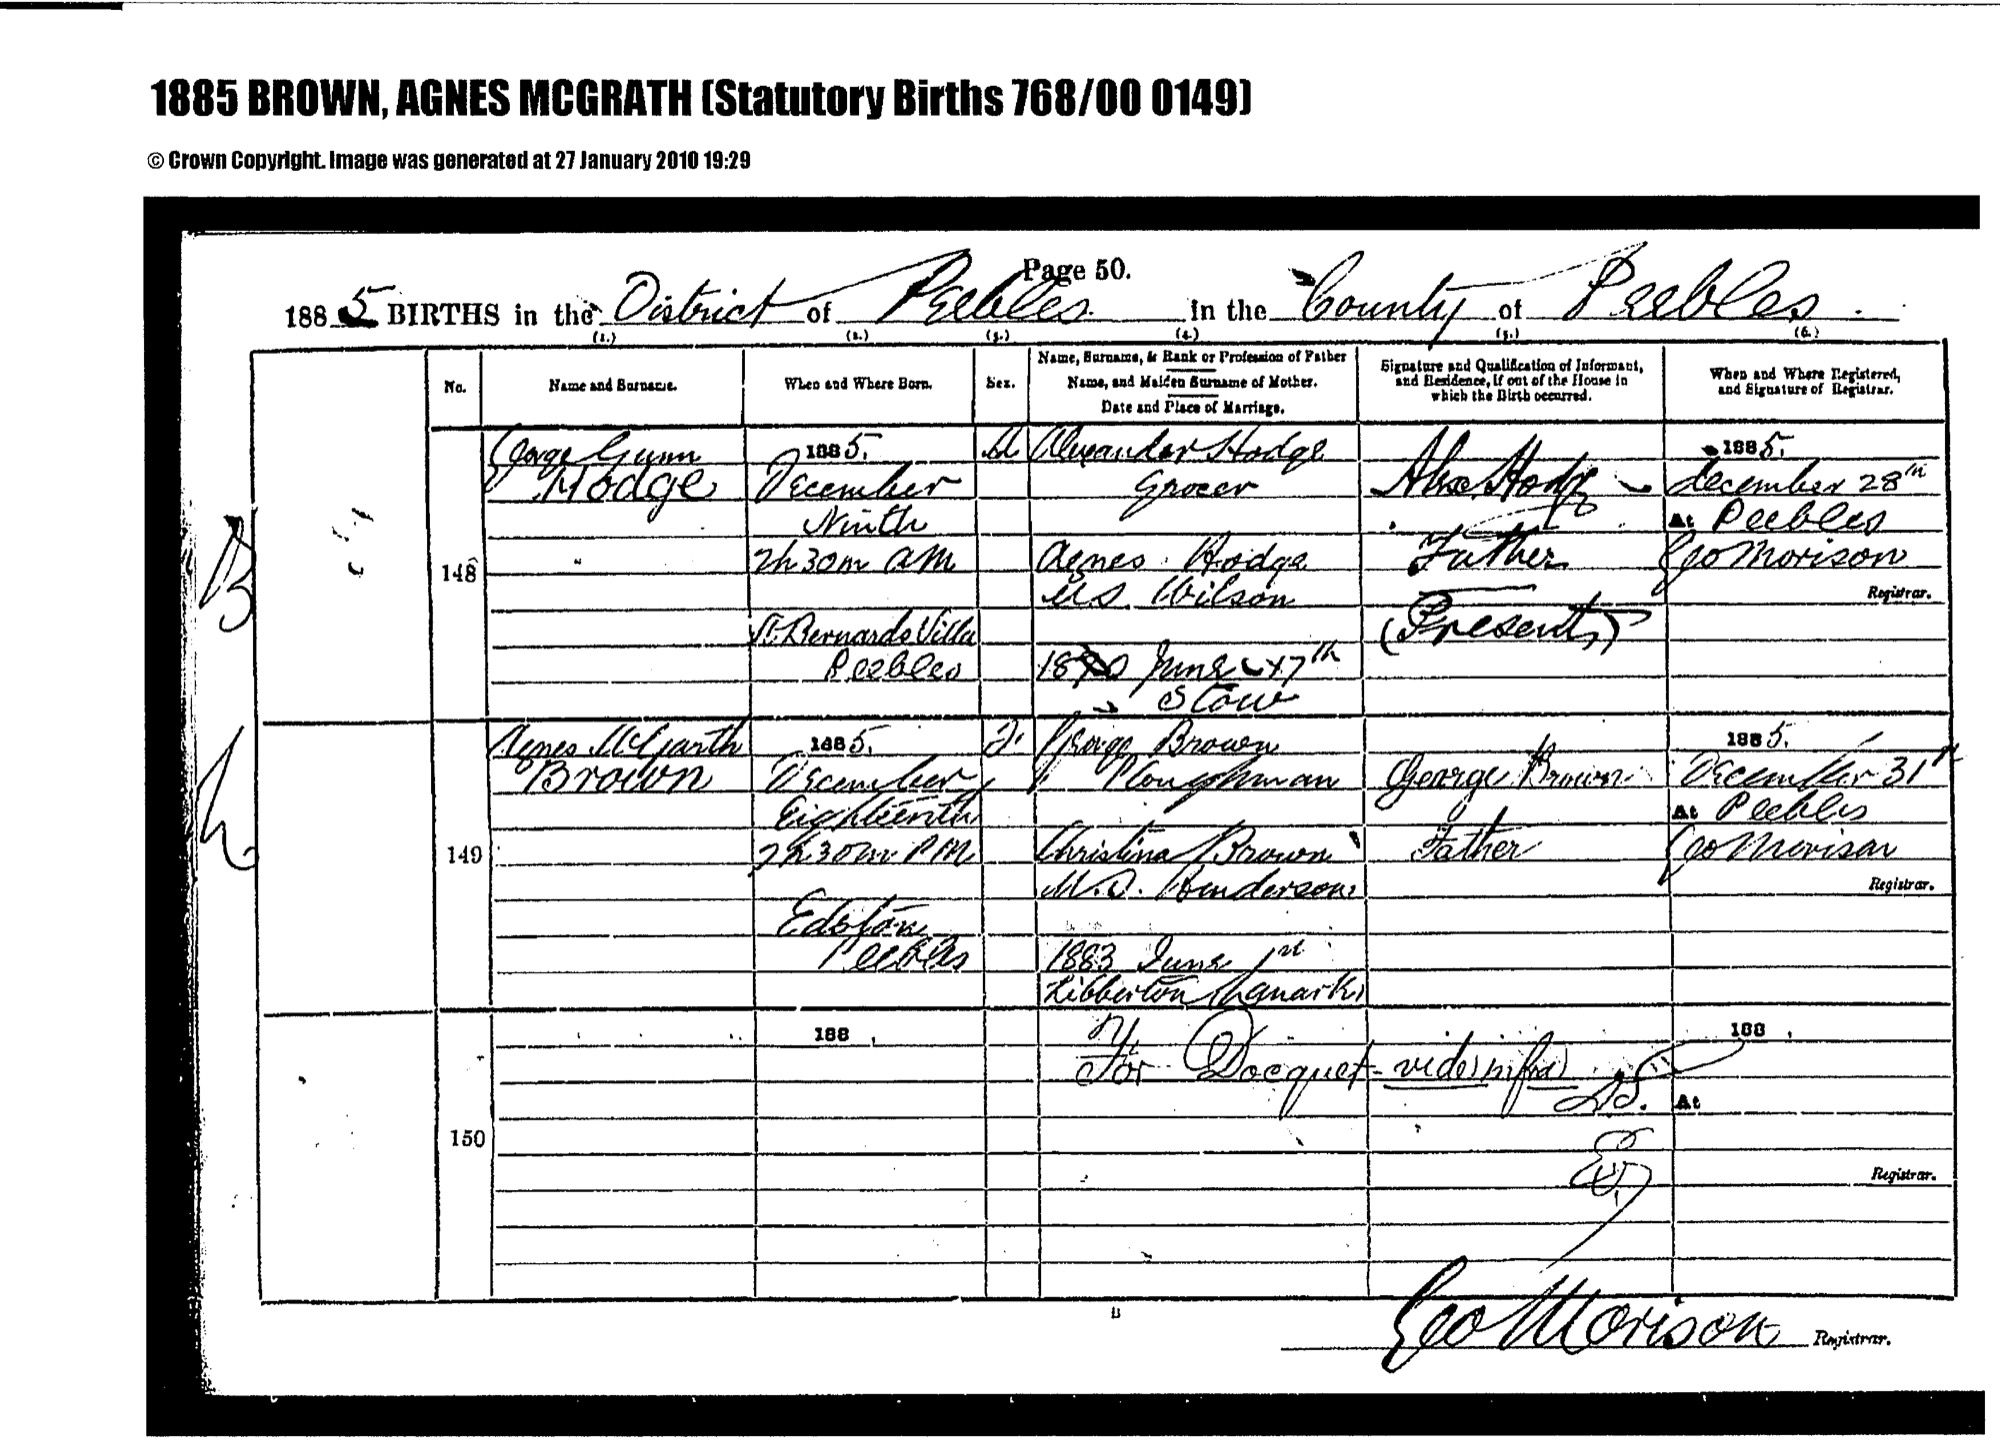 1885 BROWN, AGNES MCGRATH (Statutory Births 768/00 0149)
© Crown Copyright. Image was generated at 27 January 2010 19:29
Page 50.
1885 BIRTHS in the District of Peebles in the County of Peebles
(1.) (2.) (3.) (4.) (5.) (6.)
No.
Name and Surname.
When and Where Born.
Sex.
Name, Surname, & Rank or Profession of Father
Name, and Maiden Surname of Mother.
Date and Place of Marriage.
Signature and Qualification of Informant,
and Residence, if out of the House in
which the Birth occurred.
When and Where Registered,
and Signature of Registrar.
148
George Gunn
Hodge
1885.
December
Ninth
2h 30m AM
St. Bernards Villa
Peebles
M
Alexander Hodge
Grocer
Agnes Hodge
MS. Wilson
June 17th
Stow
Alex. Hodge
Father
(Present)
1885.
December 28th
At Peebles
Geo Morison
Registrar.
149
Agnes McGarth
Brown
1885.
December
Eighteenth
7h 30m PM
Edston
Peebles
F.
George Brown
Ploughman
Christina Brown
M.S. Henderson
1883 June 1st
Libberton Lanark
George Brown
Father
1885.
December 31st
At Peebles
Geo Morison
Registrar.
150
188 .
For Docquet vide infra
188 .
At
Registrar.
B
Geo Morison Registrar.